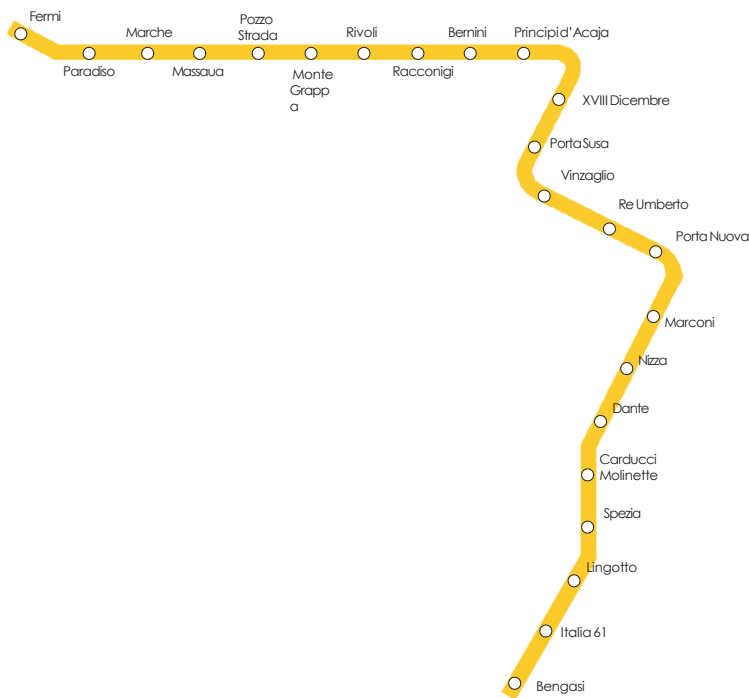 Fermi
Paradiso
Marche
Massaua
Pozzo
Strada
Monte
Grapp
a
Rivoli
Racconigi
Bernini
Principi d'Acaja
XVIII Dicembre
Porta Susa
Vinzaglio
Re Umberto
Porta Nuova
Marconi
Nizza
Dante
Carducci
Molinette
Spezia
Lingotto
Italia 61
Bengasi